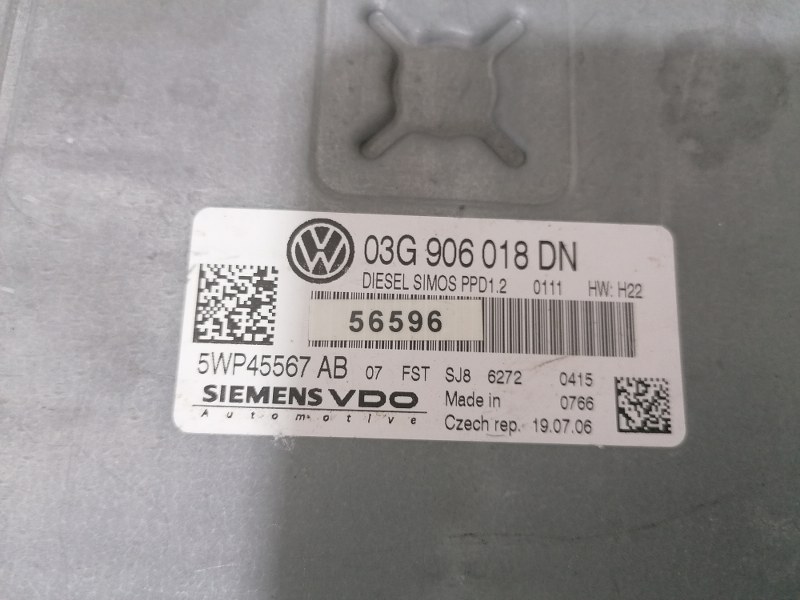 VW
03G 906 018 DN
DIESEL SIMOS PPD1.2 0111 HW: H22
56596
5WP45567 AB 07 FST SJ8 6272 0415
SIEMENS VDO
Automotive
Made in 0766
Czech rep. 19.07.06